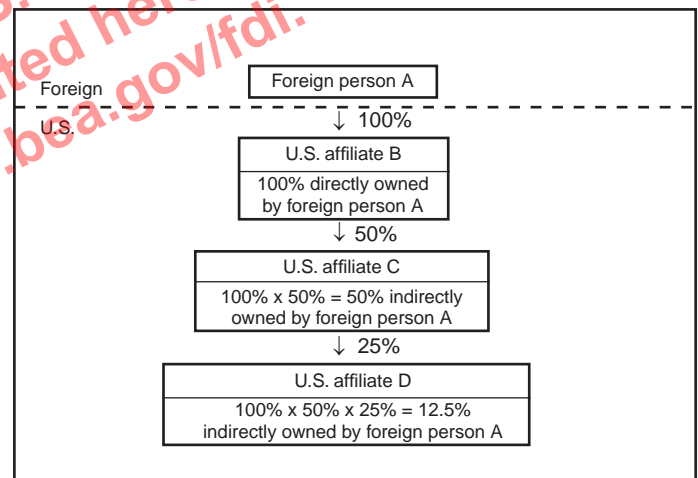 s.
ted here
.bea.gov/fdi.
Foreign
Foreign person A
U.S.
↓ 100%
U.S. affiliate B
100% directly owned
by foreign person A
↓ 50%
U.S. affiliate C
100% x 50% = 50% indirectly
owned by foreign person A
↓ 25%
U.S. affiliate D
100% x 50% x 25% = 12.5%
indirectly owned by foreign person A